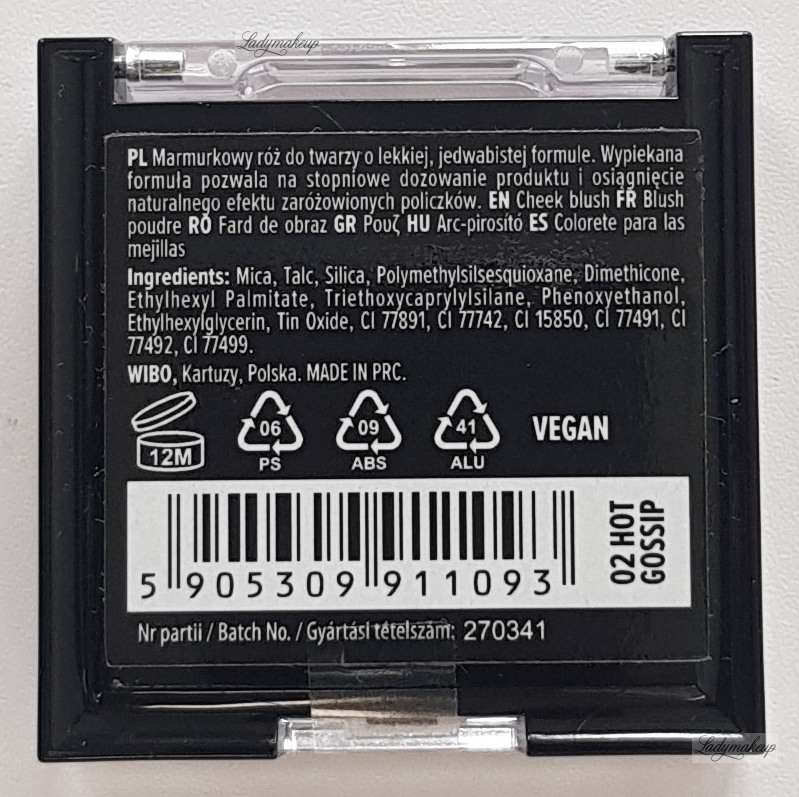 Ladymakeup
PL Marmurkowy róż do twarzy o lekkiej, jedwabistej formule. Wypiekana
formuła pozwala na stopniowe dozowanie produktu i osiągnięcie
naturalnego efektu zaróżowionych policzków. EN Cheek blush FR Blush
poudre RO Fard de obraz GR Ρουζ HU Arc-pirosító ES Colorete para las
mejillas
Ingredients: Mica, Talc, Silica, Polymethylsilsesquioxane, Dimethicone,
Ethylhexyl Palmitate, Triethoxycaprylylsilane, Phenoxyethanol,
Ethylhexylglycerin, Tin Oxide, CI 77891, CI 77742, CI 15850, CI 77491, CI
77492, CI 77499.
WIBO, Kartuzy, Polska. MADE IN PRC.
12M
06
PS
09
ABS
41
ALU
VEGAN
5 905309 911093
02 HOT
GOSSIP
Nr partii / Batch No. / Gyártási tételszám: 270341
Ladymakeup